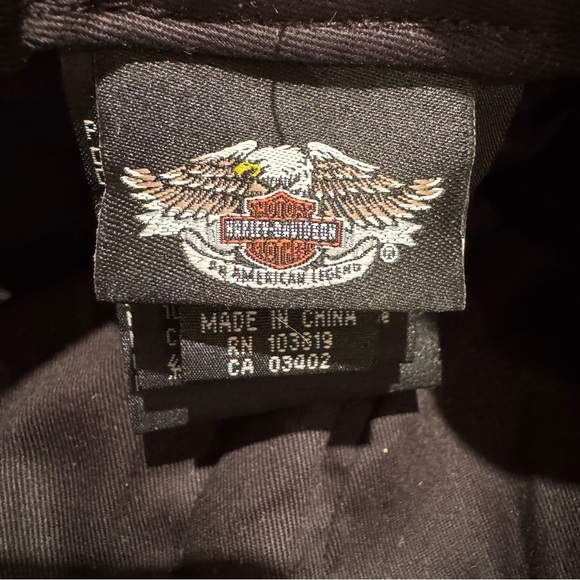 MOTOR
HARLEY-DAVIDSON
CYCLES
AN AMERICAN LEGEND
®
MADE IN CHINA
RN 103819
CA 03402